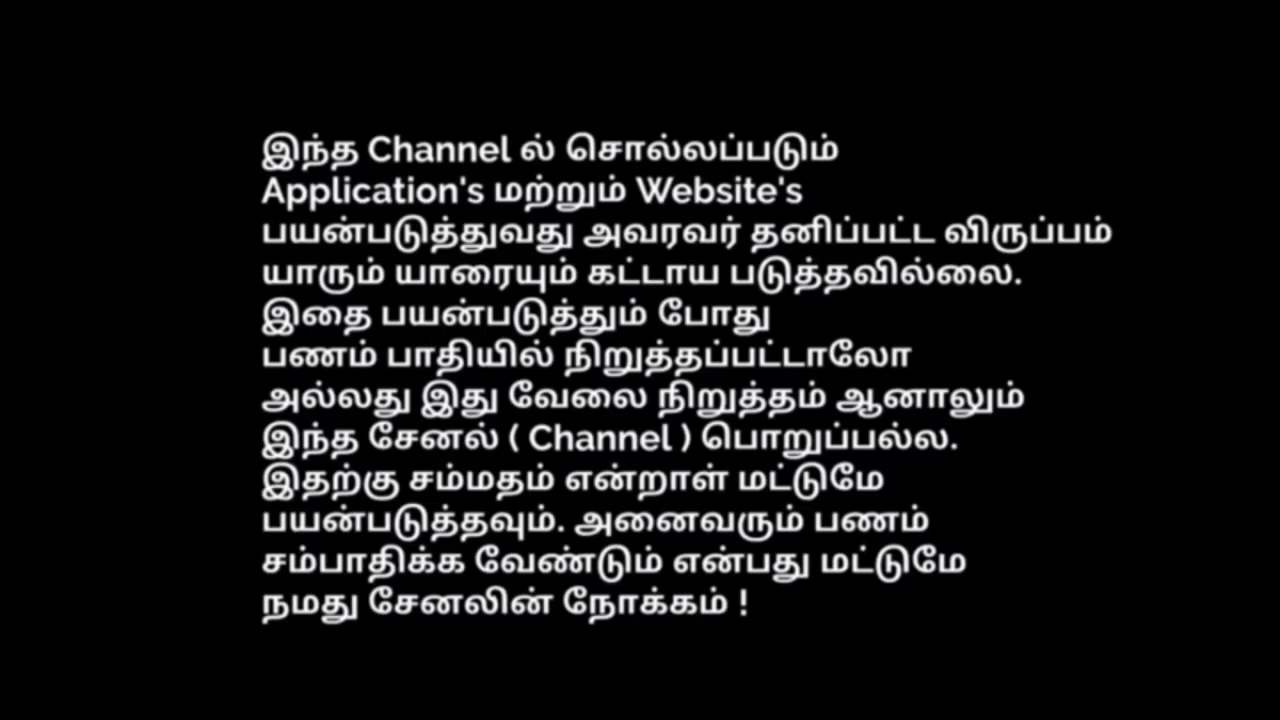 இந்த Channel ல் சொல்லப்படும்
Application's மற்றும் Website's
பயன்படுத்துவது அவரவர் தனிப்பட்ட விருப்பம்
யாரும் யாரையும் கட்டாய படுத்தவில்லை.
இதை பயன்படுத்தும் போது
பணம் பாதியில் நிறுத்தப்பட்டாலோ
அல்லது இது வேலை நிறுத்தம் ஆனாலும்
இந்த சேனல் ( Channel ) பொறுப்பல்ல.
இதற்கு சம்மதம் என்றாள் மட்டுமே
பயன்படுத்தவும். அனைவரும் பணம்
சம்பாதிக்க வேண்டும் என்பது மட்டுமே
நமது சேனலின் நோக்கம் !